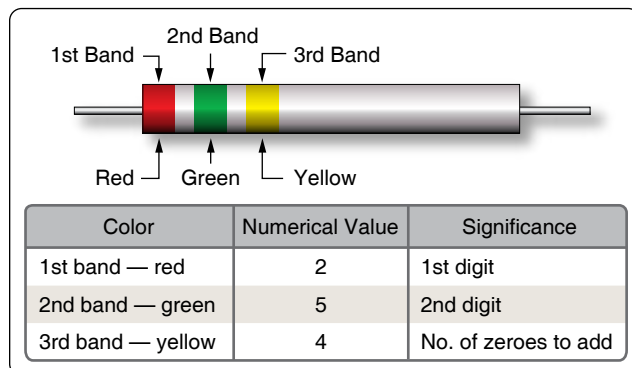 2nd Band
1st Band 3rd Band
Red Green Yellow
Color Numerical Value Significance
1st band — red 2 1st digit
2nd band — green 5 2nd digit
3rd band — yellow 4 No. of zeroes to add